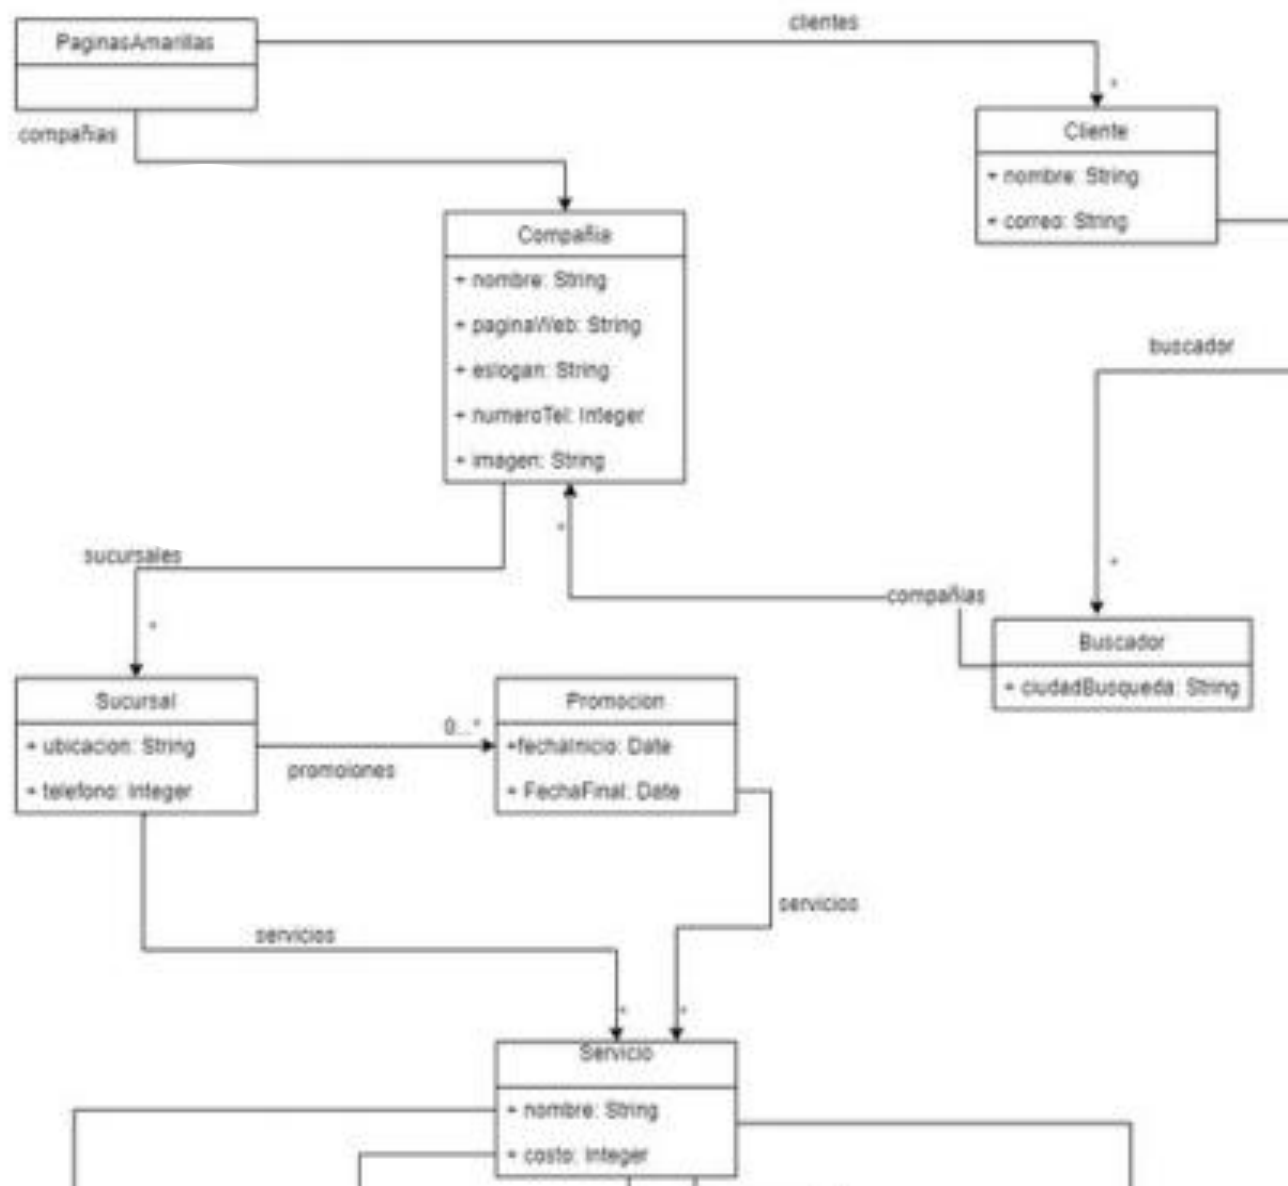 clientes
PaginasAmarillas
*
compañias
Cliente
+ nombre: String
+ correo: String
Compañia
+ nombre: String
+ paginaWeb: String
+ eslogan: String
+ numeroTel: Integer
+ imagen: String
buscador
*
*
sucursales
compañias
*
Buscador
+ ciudadBusqueda: String
Sucursal
+ ubicacion: String
+ telefono: Integer
0...*
promoiones
Promocion
+fechaInicio: Date
+ FechaFinal: Date
servicios
servicios
*
*
Servicio
+ nombre: String
+ costo: Integer